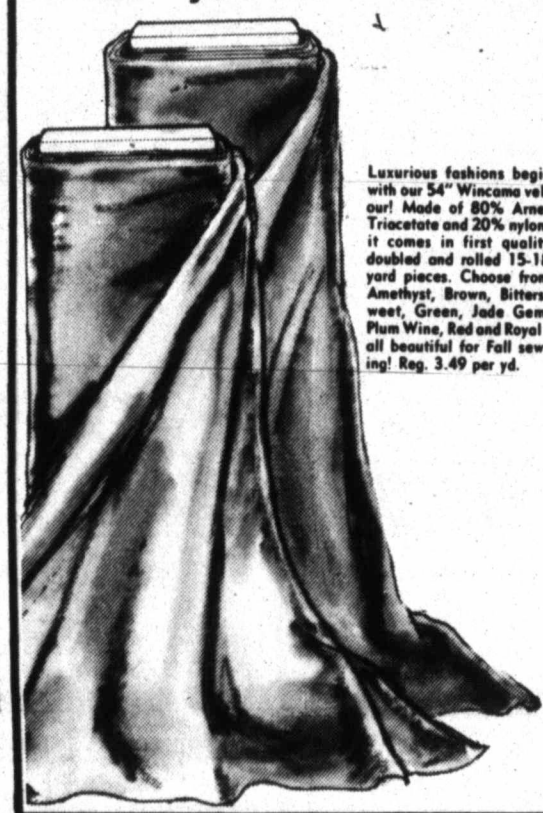 Luxurious fashions begi
with our 54" Wincama vel
our! Made of 80% Arne
Triacetate and 20% nylon
it comes in first qualit
doubled and rolled 15-18
yard pieces. Choose from
Amethyst, Brown, Bitters
weet, Green, Jade Gem
Plum Wine, Red and Royal
all beautiful for Fall sew
ing! Reg. 3.49 per yd.